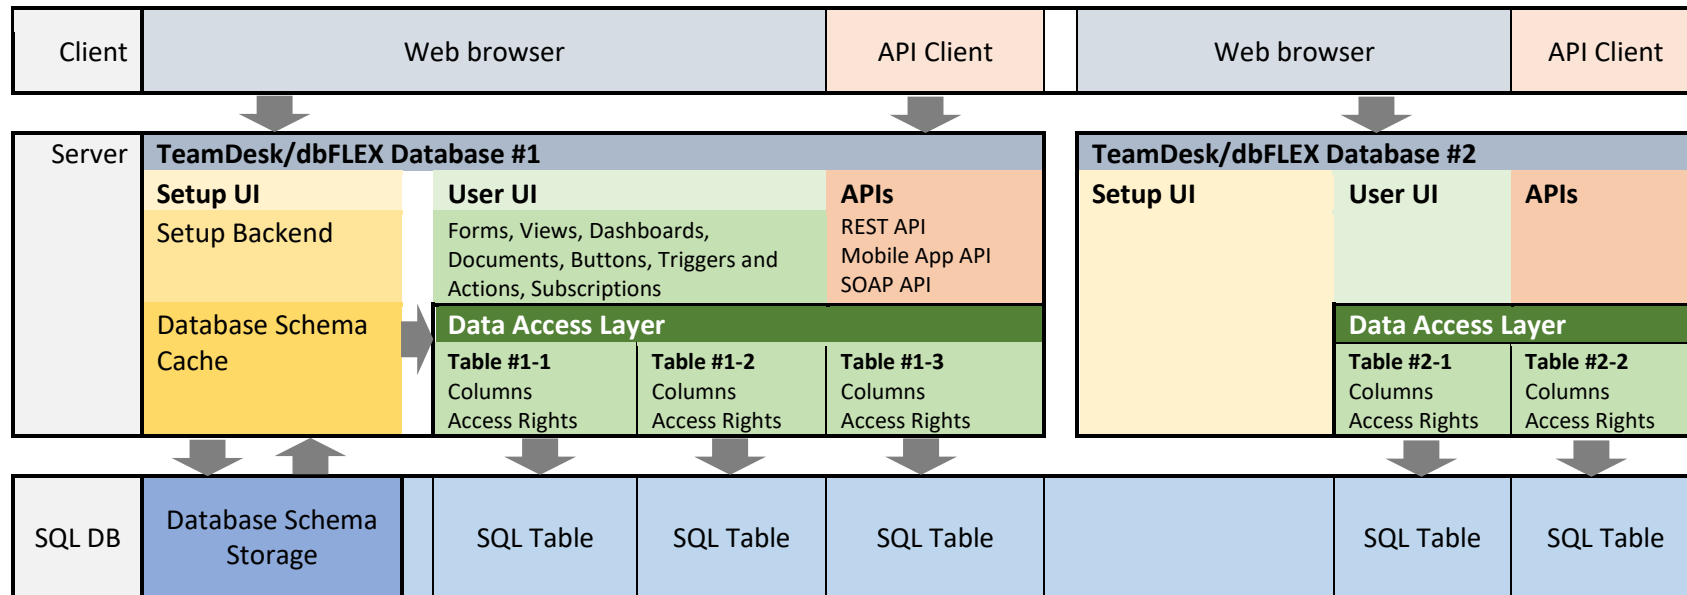 Client
Web browser
API Client
Web browser
API Client
Server
TeamDesk/dbFLEX Database #1
Setup UI
Setup Backend
Database Schema
Cache
User UI
Forms, Views, Dashboards,
Documents, Buttons, Triggers and
Actions, Subscriptions
APIs
REST API
Mobile App API
SOAP API
Data Access Layer
Table #1-1
Columns
Access Rights
Table #1-2
Columns
Access Rights
Table #1-3
Columns
Access Rights
TeamDesk/dbFLEX Database #2
Setup UI
User UI
APIs
Data Access Layer
Table #2-1
Columns
Access Rights
Table #2-2
Columns
Access Rights
SQL DB
Database Schema
Storage
SQL Table
SQL Table
SQL Table
SQL Table
SQL Table